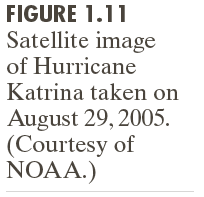 FIGURE 1.11
Satellite image
of Hurricane
Katrina taken on
August 29, 2005.
(Courtesy of
NOAA.)